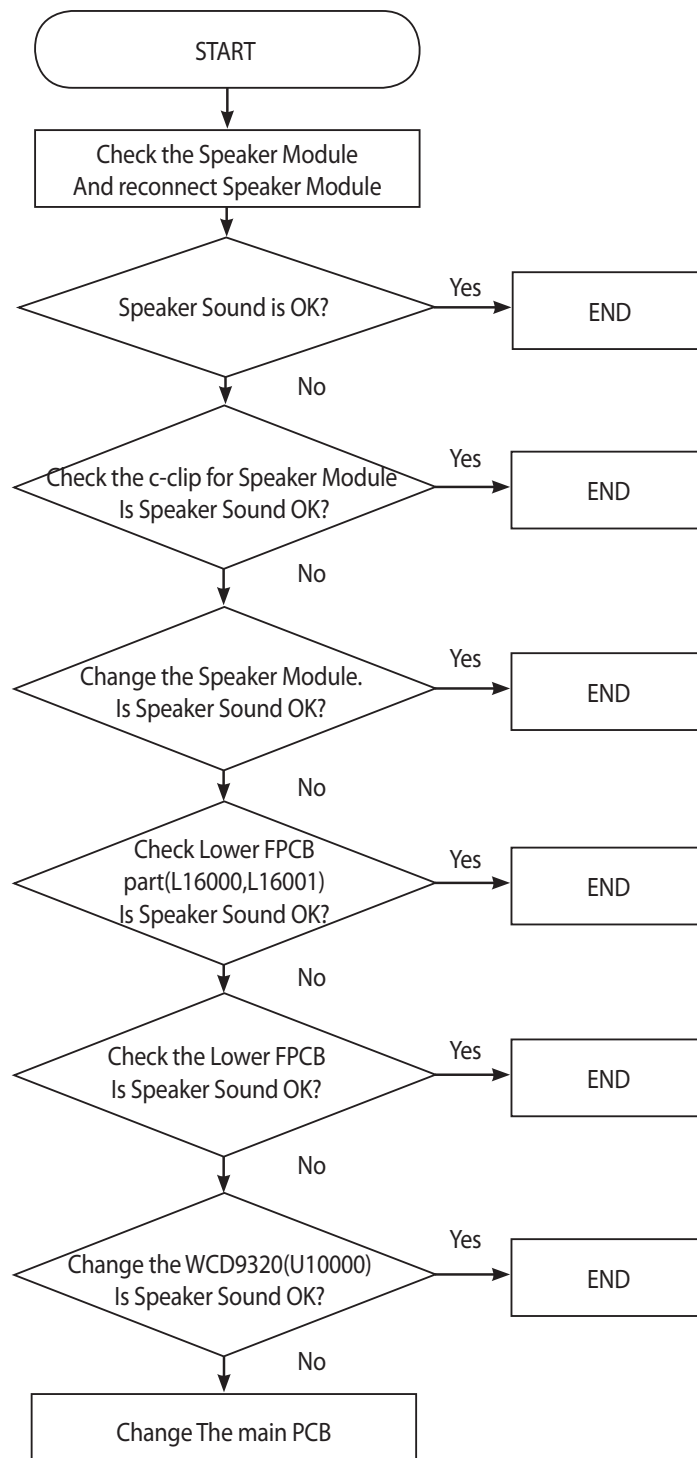 START
Check the Speaker Module
And reconnect Speaker Module
Speaker Sound is OK?
Yes
END
No
Check the c-clip for Speaker Module
Is Speaker Sound OK?
Yes
END
No
Change the Speaker Module.
Is Speaker Sound OK?
Yes
END
No
Check Lower FPCB
part(L16000,L16001)
Is Speaker Sound OK?
Yes
END
No
Check the Lower FPCB
Is Speaker Sound OK?
Yes
END
No
Change the WCD9320(U10000)
Is Speaker Sound OK?
Yes
END
No
Change The main PCB